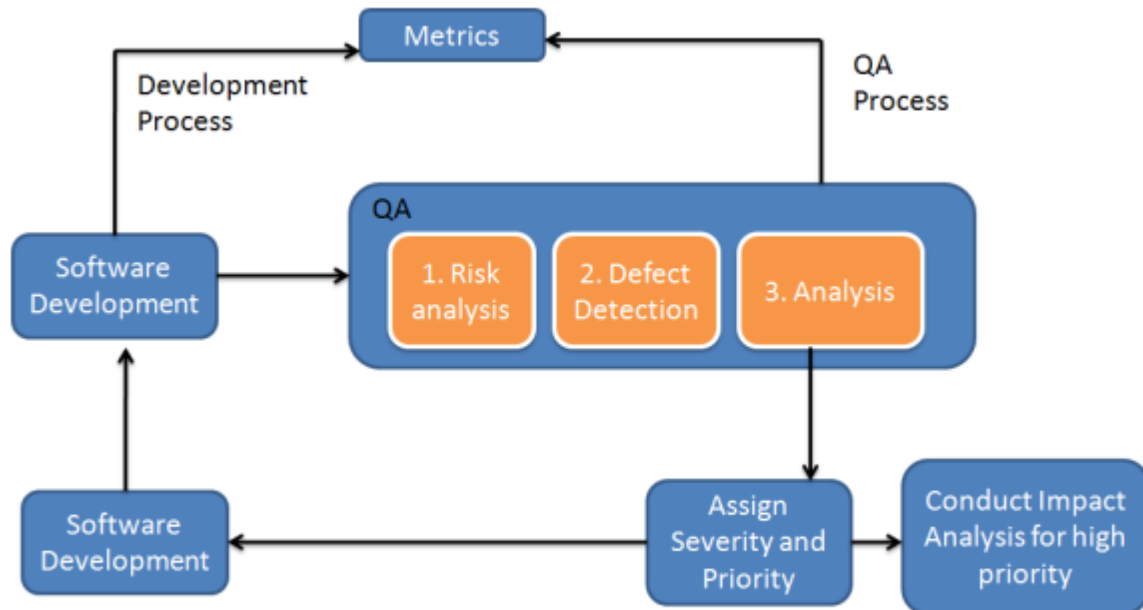 Metrics
Development
Process
QA
Process
QA
Software
Development
1. Risk
analysis
2. Defect
Detection
3. Analysis
Software
Development
Assign
Severity and
Priority
Conduct Impact
Analysis for high
priority